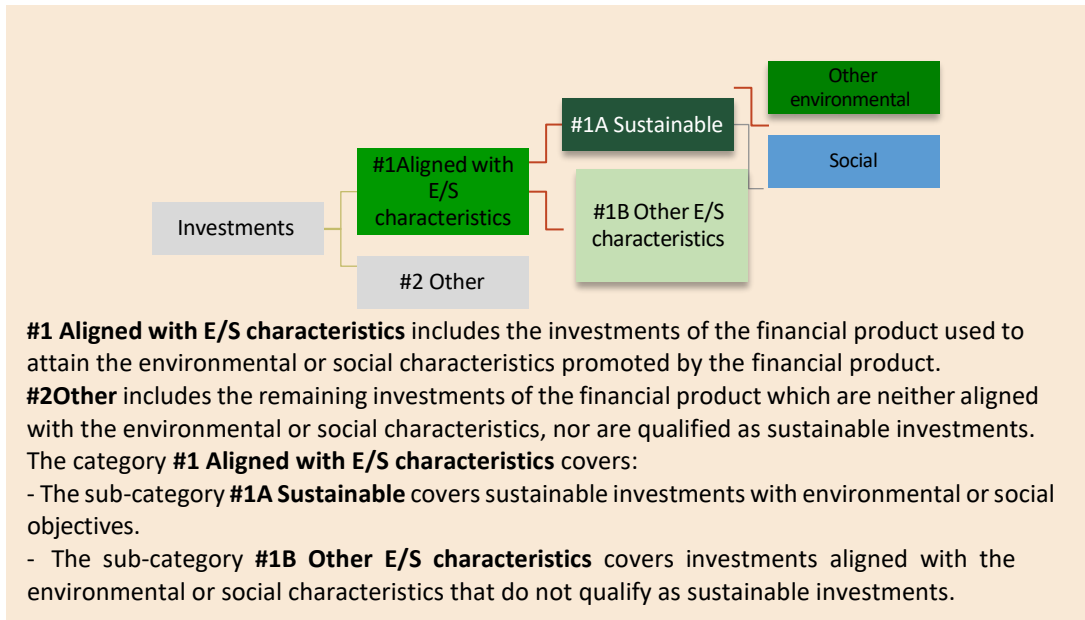 Other
environmental
#1A Sustainable
Social
#1Aligned with
E/S
characteristics
#1B Other E/S
characteristics
Investments
#2 Other
#1 Aligned with E/S characteristics includes the investments of the financial product used to
attain the environmental or social characteristics promoted by the financial product.
#2Other includes the remaining investments of the financial product which are neither aligned
with the environmental or social characteristics, nor are qualified as sustainable investments.
The category #1 Aligned with E/S characteristics covers:
- The sub-category #1A Sustainable covers sustainable investments with environmental or social
objectives.
- The sub-category #1B Other E/S characteristics covers investments aligned with the
environmental or social characteristics that do not qualify as sustainable investments.